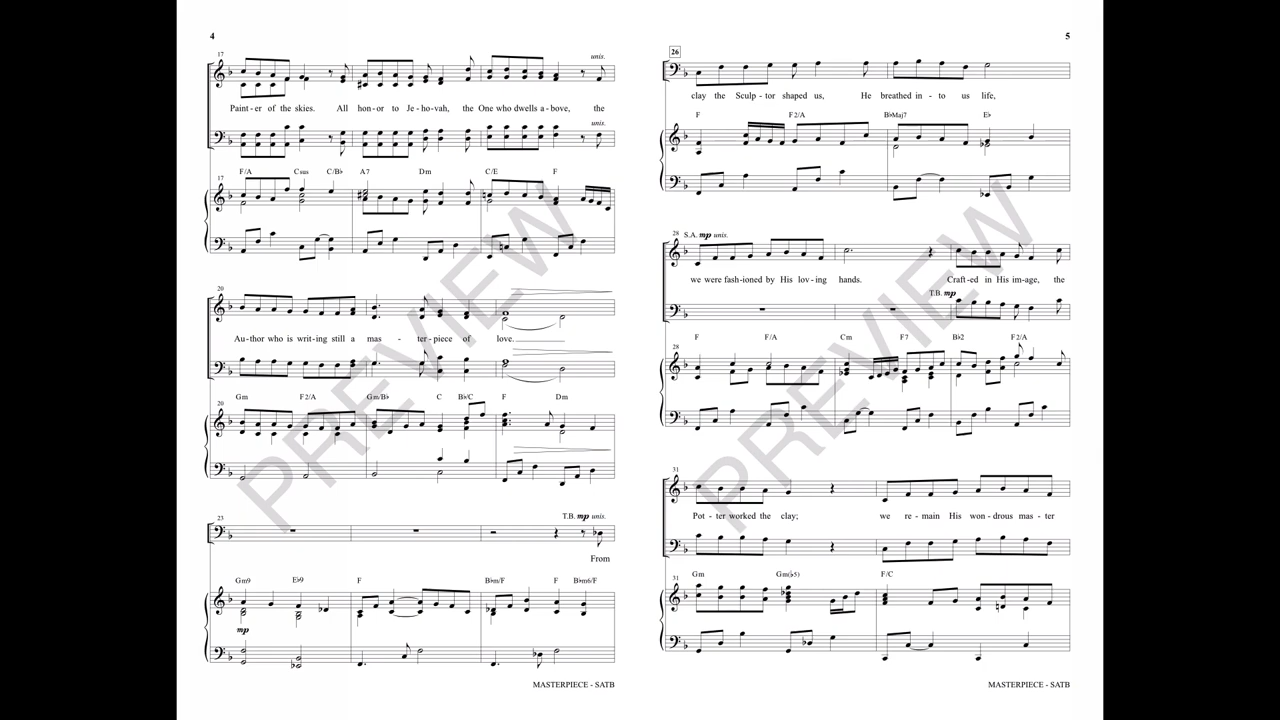 4
17
unis.
Paint - er of the skies. All hon - or to Je - ho - vah, the One who dwells a - bove, the
unis.
F/A Csus C/B♭ A7 Dm C/E F
17
20
Au - thor who is writ - ing still a mas - ter - piece of love.
Gm F2/A Gm/B♭ C B♭/C F Dm
20
23
T.B. mp unis.
From
Gm9 E♭9 F B♭m/F F B♭m6/F
23
mp
MASTERPIECE - SATB
PREVIEW
5
26
clay the Sculp - tor shaped us, He breathed in - to us life,
F F2/A B♭Maj7 E♭
28 S.A. mp unis.
we were fash - ioned by His lov - ing hands. Craft - ed in His im - age, the
T.B. mp
F F/A Cm F7 B♭2 F2/A
28
31
Pot - ter worked the clay; we re - main His won - drous mas - ter
Gm Gm(♭5) F/C
31
MASTERPIECE - SATB
PREVIEW